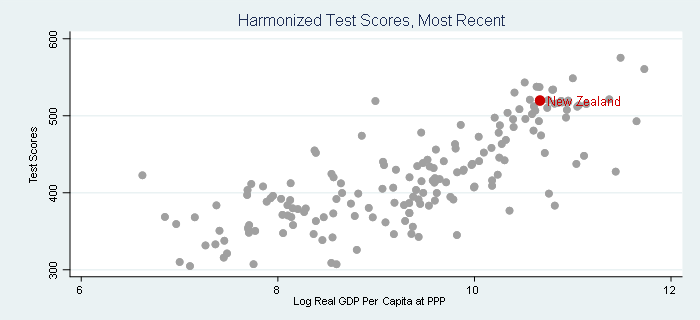 Harmonized Test Scores, Most Recent
600
500
400
300
Test Scores
New Zealand
6
8
10
12
Log Real GDP Per Capita at PPP